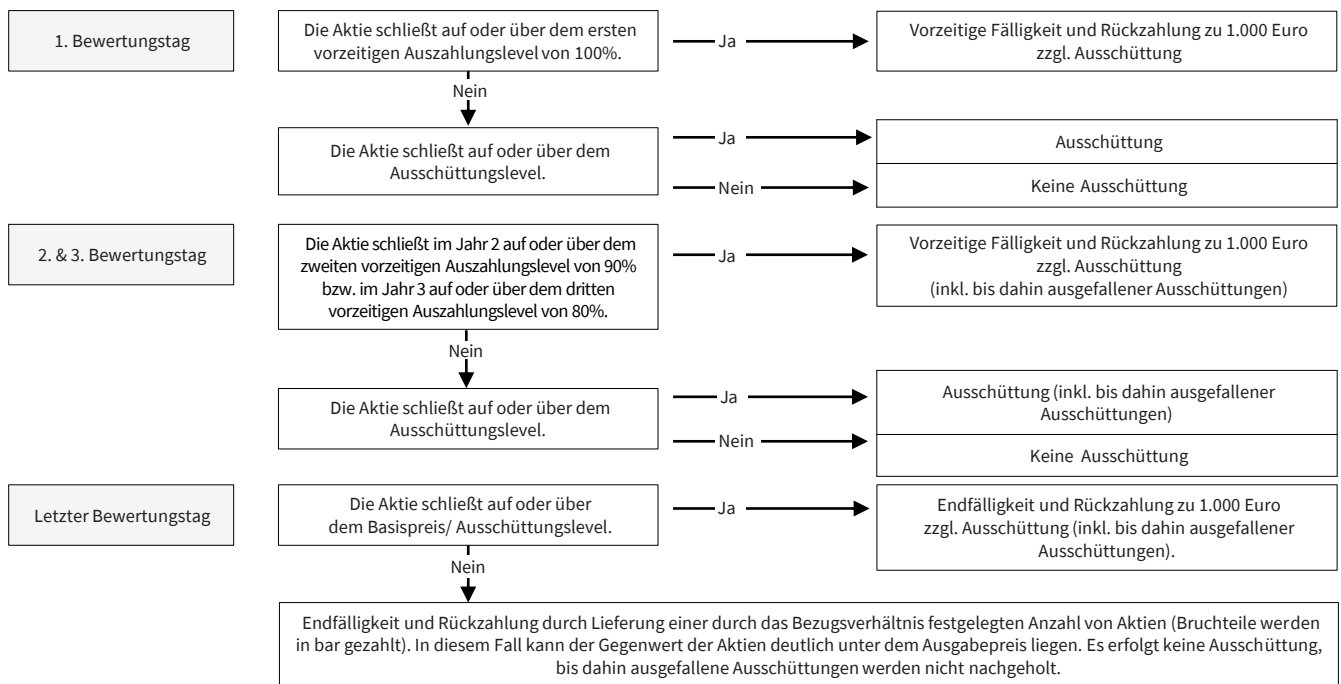 1. Bewertungstag
Die Aktie schließt auf oder über dem ersten
vorzeitigen Auszahlungslevel von 100%.
Ja
Vorzeitige Fälligkeit und Rückzahlung zu 1.000 Euro
zzgl. Ausschüttung
Nein
Die Aktie schließt auf oder über dem
Ausschüttungslevel.
Ja
Ausschüttung
Nein
Keine Ausschüttung
2. & 3. Bewertungstag
Die Aktie schließt im Jahr 2 auf oder über dem
zweiten vorzeitigen Auszahlungslevel von 90%
bzw. im Jahr 3 auf oder über dem dritten
vorzeitigen Auszahlungslevel von 80%.
Ja
Vorzeitige Fälligkeit und Rückzahlung zu 1.000 Euro
zzgl. Ausschüttung
(inkl. bis dahin ausgefallener Ausschüttungen)
Nein
Die Aktie schließt auf oder über dem
Ausschüttungslevel.
Ja
Ausschüttung (inkl. bis dahin ausgefallener
Ausschüttungen)
Nein
Keine Ausschüttung
Letzter Bewertungstag
Die Aktie schließt auf oder über
dem Basispreis/ Ausschüttungslevel.
Ja
Endfälligkeit und Rückzahlung zu 1.000 Euro
zzgl. Ausschüttung (inkl. bis dahin ausgefallener
Ausschüttungen).
Nein
Endfälligkeit und Rückzahlung durch Lieferung einer durch das Bezugsverhältnis festgelegten Anzahl von Aktien (Bruchteile werden
in bar gezahlt). In diesem Fall kann der Gegenwert der Aktien deutlich unter dem Ausgabepreis liegen. Es erfolgt keine Ausschüttung,
bis dahin ausgefallene Ausschüttungen werden nicht nachgeholt.